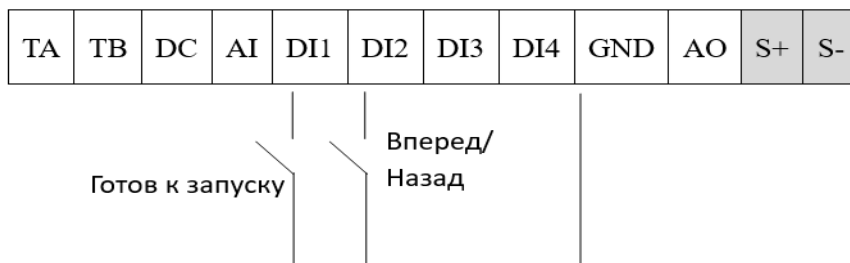 TA TB DC AI DI1 DI2 DI3 DI4 GND AO S+ S-
Вперед/
Назад
Готов к запуску